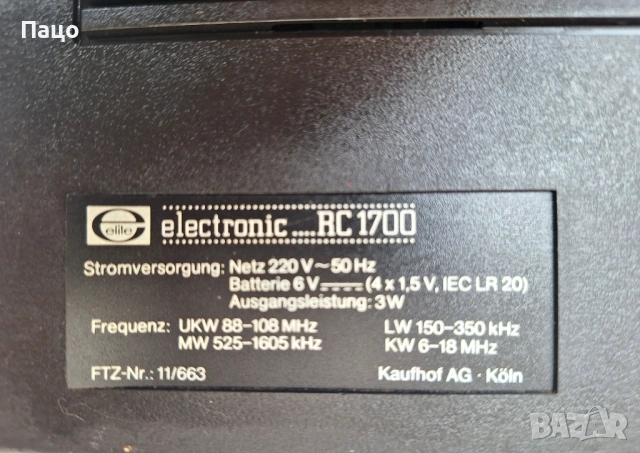 Пацо
elite electronic....RC 1700
Stromversorgung: Netz 220 V ~ 50 Hz
Batterie 6 V ⎓ (4 x 1,5 V, IEC LR 20)
Ausgangsleistung: 3W
Frequenz: UKW 88-108 MHz LW 150-350 kHz
MW 525-1605 kHz KW 6-18 MHz
FTZ-Nr.: 11/663 Kaufhof AG · Köln
BAZAR